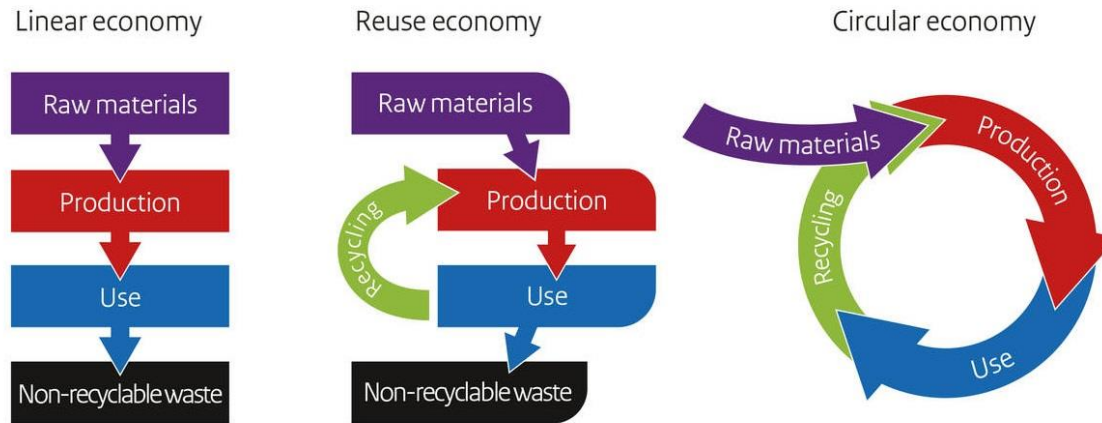 Linear economy
Raw materials
Production
Use
Non-recyclable waste
Reuse economy
Raw materials
Production
Recycling
Use
Non-recyclable waste
Circular economy
Raw materials
Production
Use
Recycling